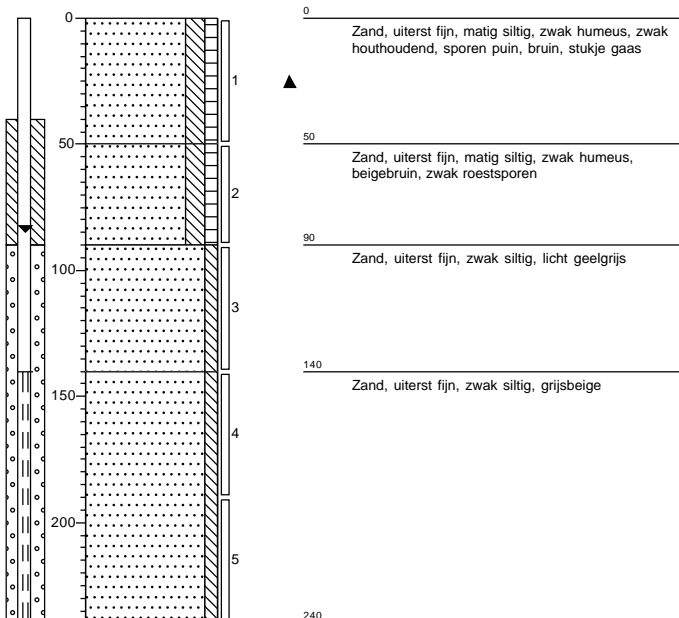 0
0
Zand, uiterst fijn, matig siltig, zwak humeus, zwak
houthoudend, sporen puin, bruin, stukje gaas
1
50
50
Zand, uiterst fijn, matig siltig, zwak humeus,
beigebruin, zwak roestsporen
2
90
Zand, uiterst fijn, zwak siltig, licht geelgrijs
100
3
140
Zand, uiterst fijn, zwak siltig, grijsbeige
150
4
200
5
240